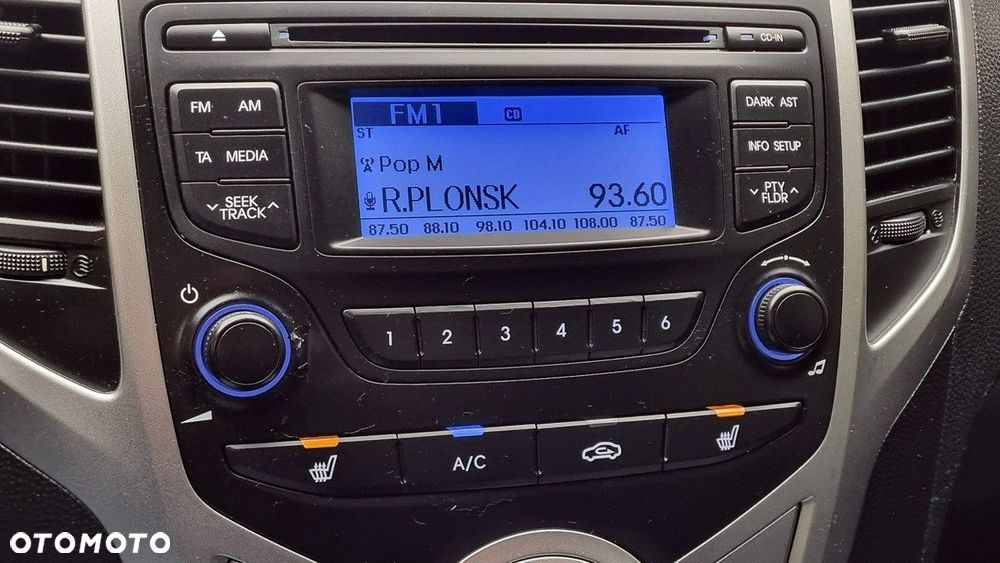 CD-IN
FM AM
TA MEDIA
SEEK
TRACK
FM1 CD
ST AF
Pop M
R.PLONSK 93.60
87.50 88.10 98.10 104.10 108.00 87.50
DARK AST
INFO SETUP
PTY
FLDR
1 2 3 4 5 6
A/C
OTOMOTO